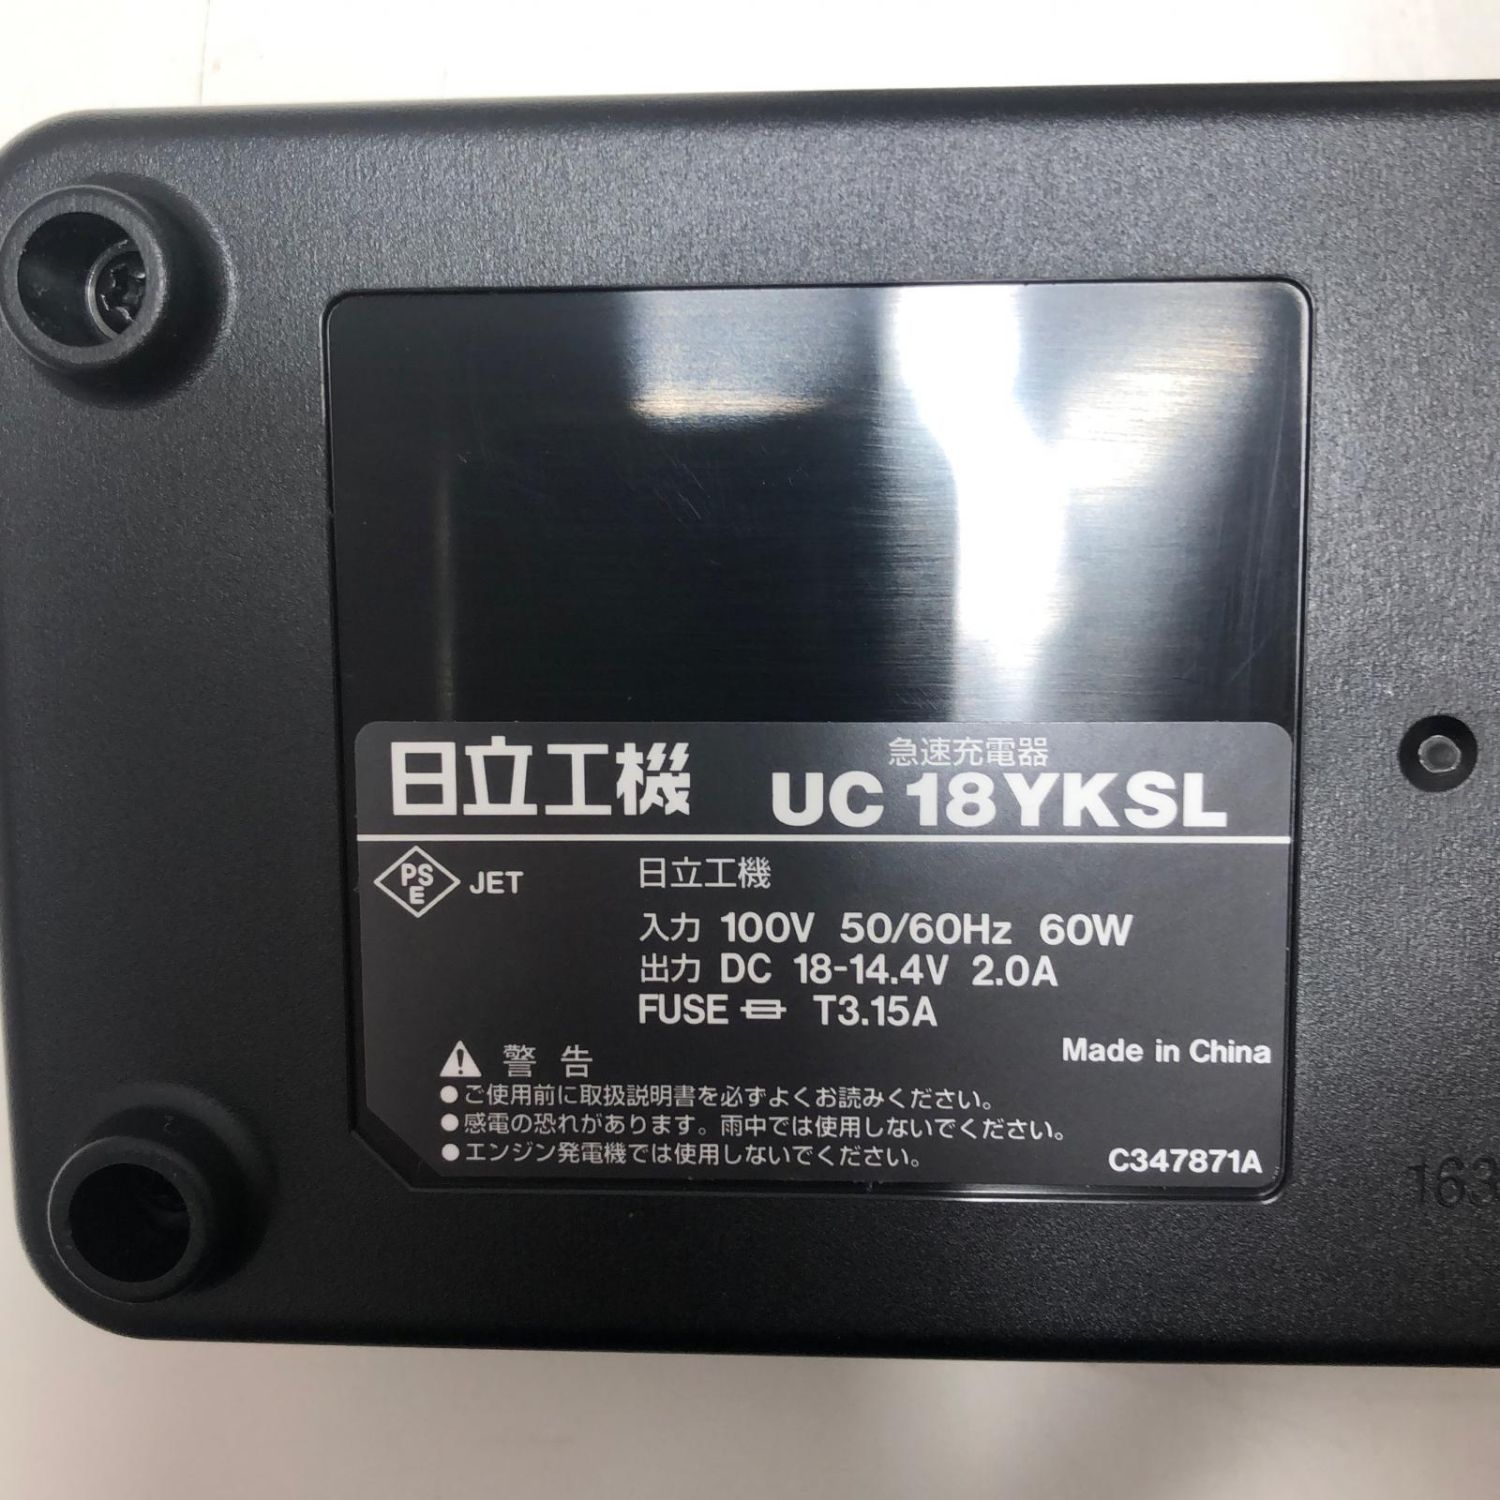 日立工機
急速充電器
UC 18YKSL
PS
E
JET
日立工機
入力 100V 50/60Hz 60W
出力 DC 18-14.4V 2.0A
FUSE T3.15A
Made in China
警告
●ご使用前に取扱説明書を必ずよくお読みください。
●感電の恐れがあります。雨中では使用しないでください。
●エンジン発電機では使用しないでください。
C347871A
163